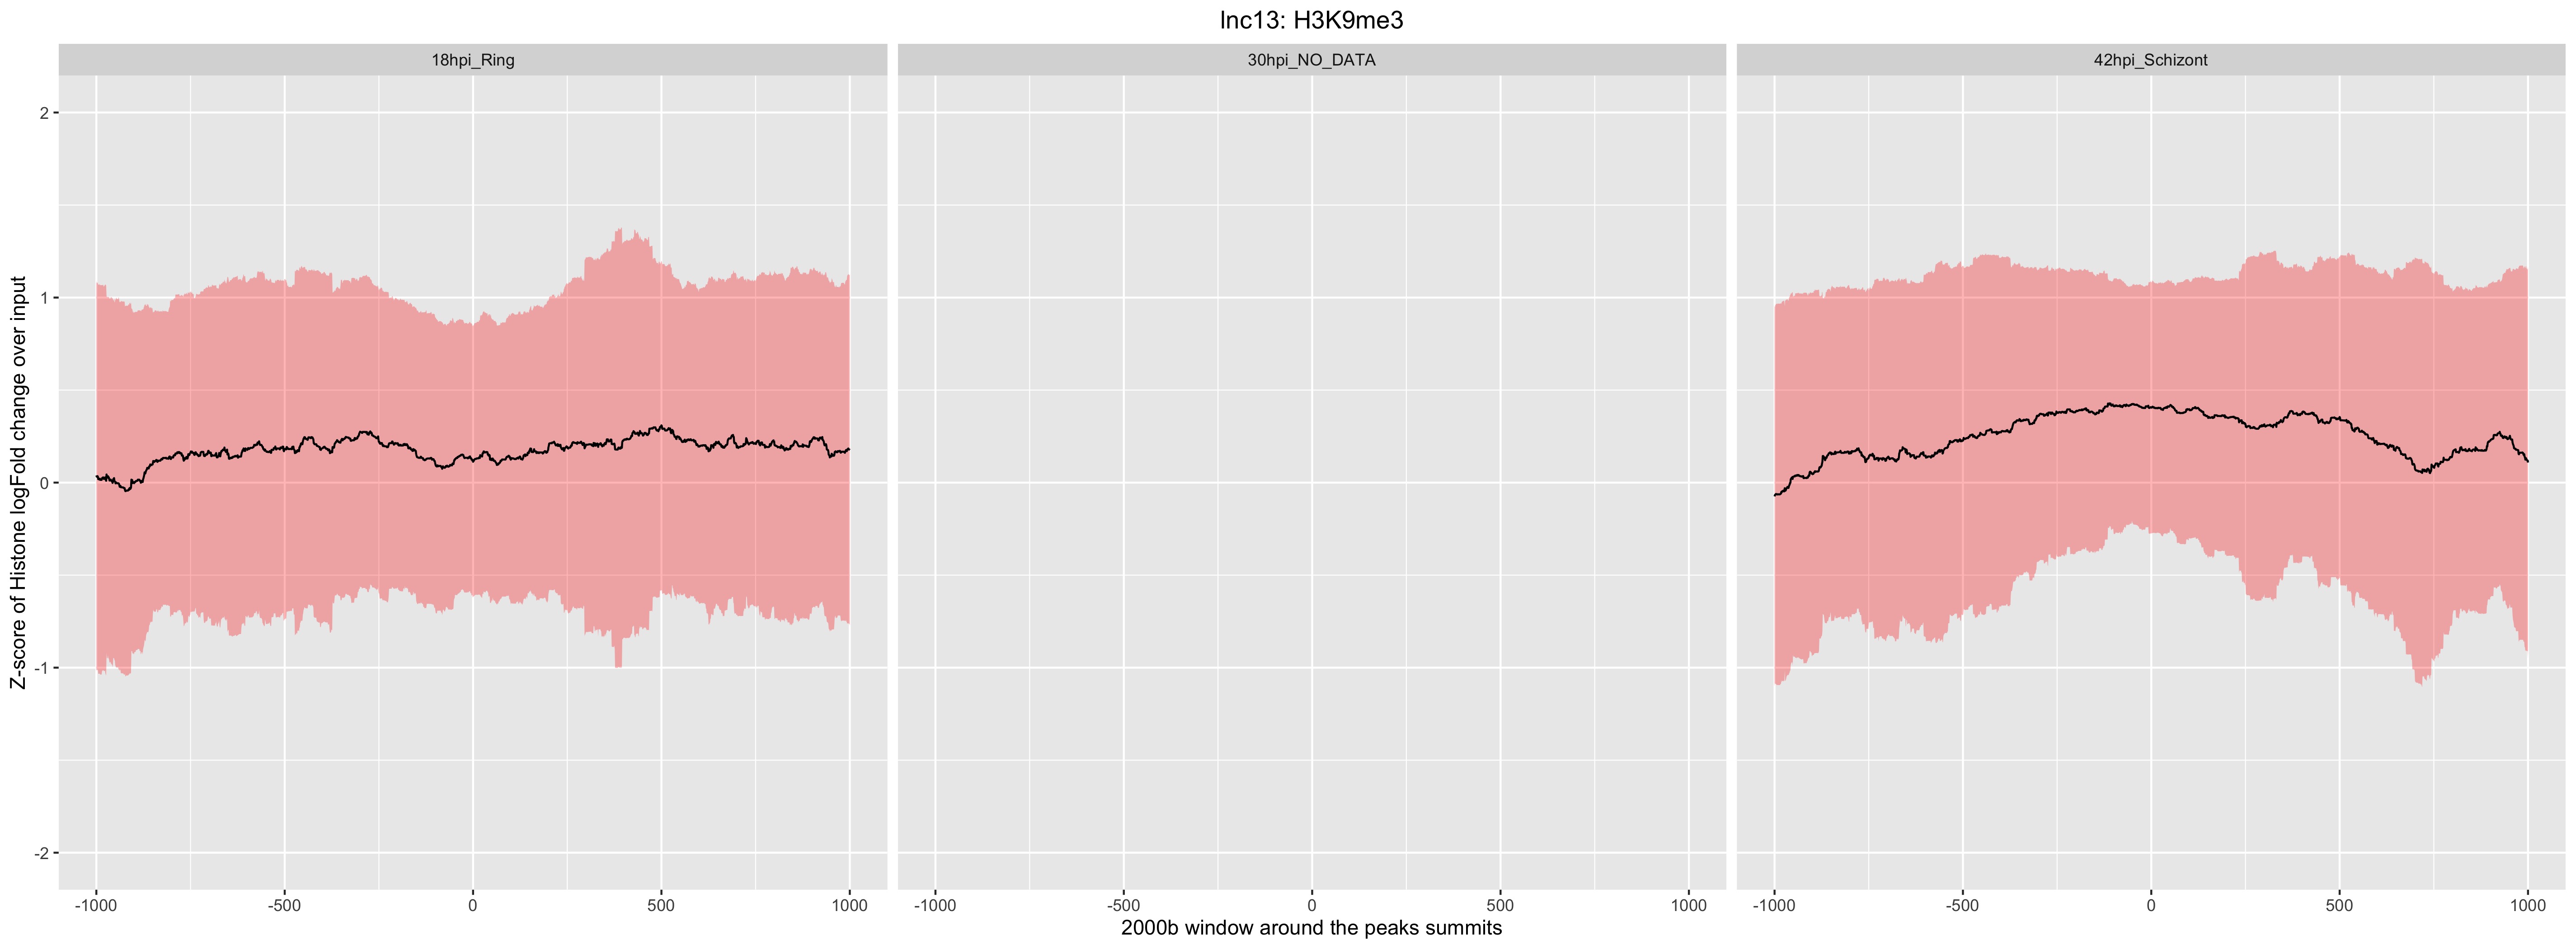 lnc13: H3K9me3
18hpi_Ring
30hpi_NO_DATA
42hpi_Schizont
Z-score of Histone logFold change over input
2
1
0
-1
-2
-1000 -500 0 500 1000
-1000 -500 0 500 1000
-1000 -500 0 500 1000
2000b window around the peaks summits